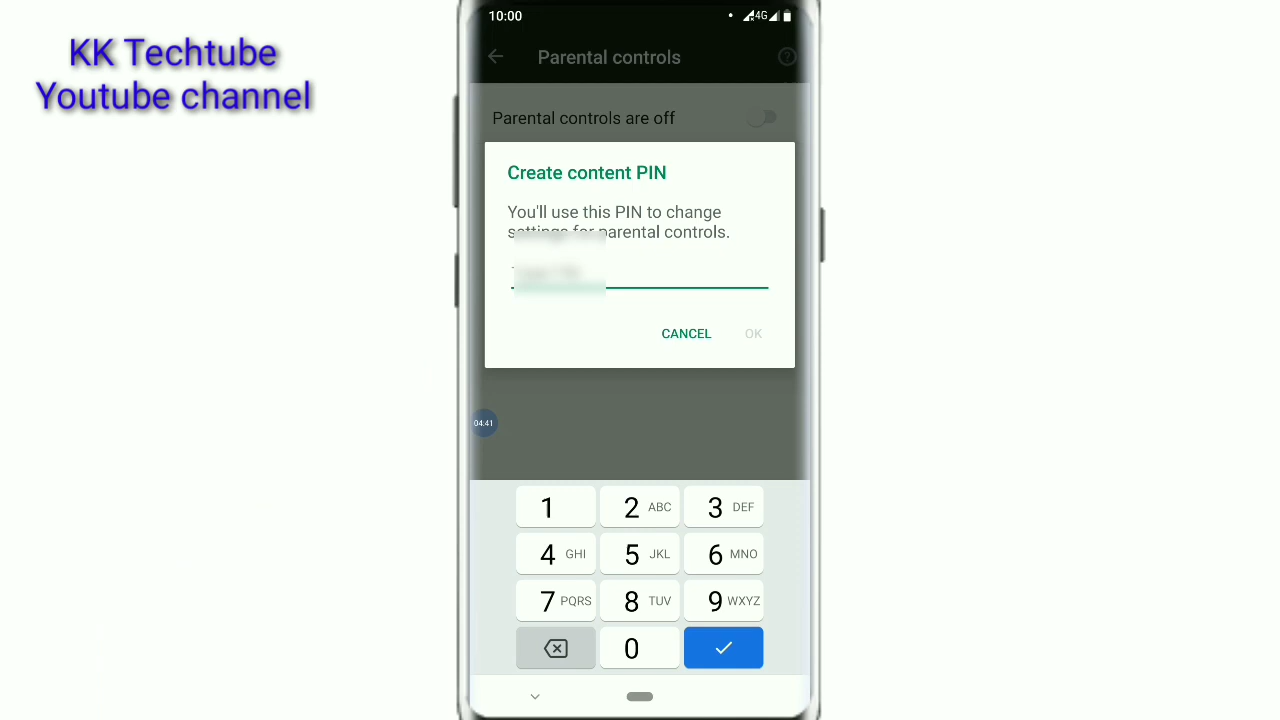 KK Techtube
Youtube channel
10:00
4G
Parental controls
Parental controls are off
Create content PIN
You'll use this PIN to change
settings for parental controls.
CANCEL OK
04:41
1 2 ABC 3 DEF
4 GHI 5 JKL 6 MNO
7 PQRS 8 TUV 9 WXYZ
0